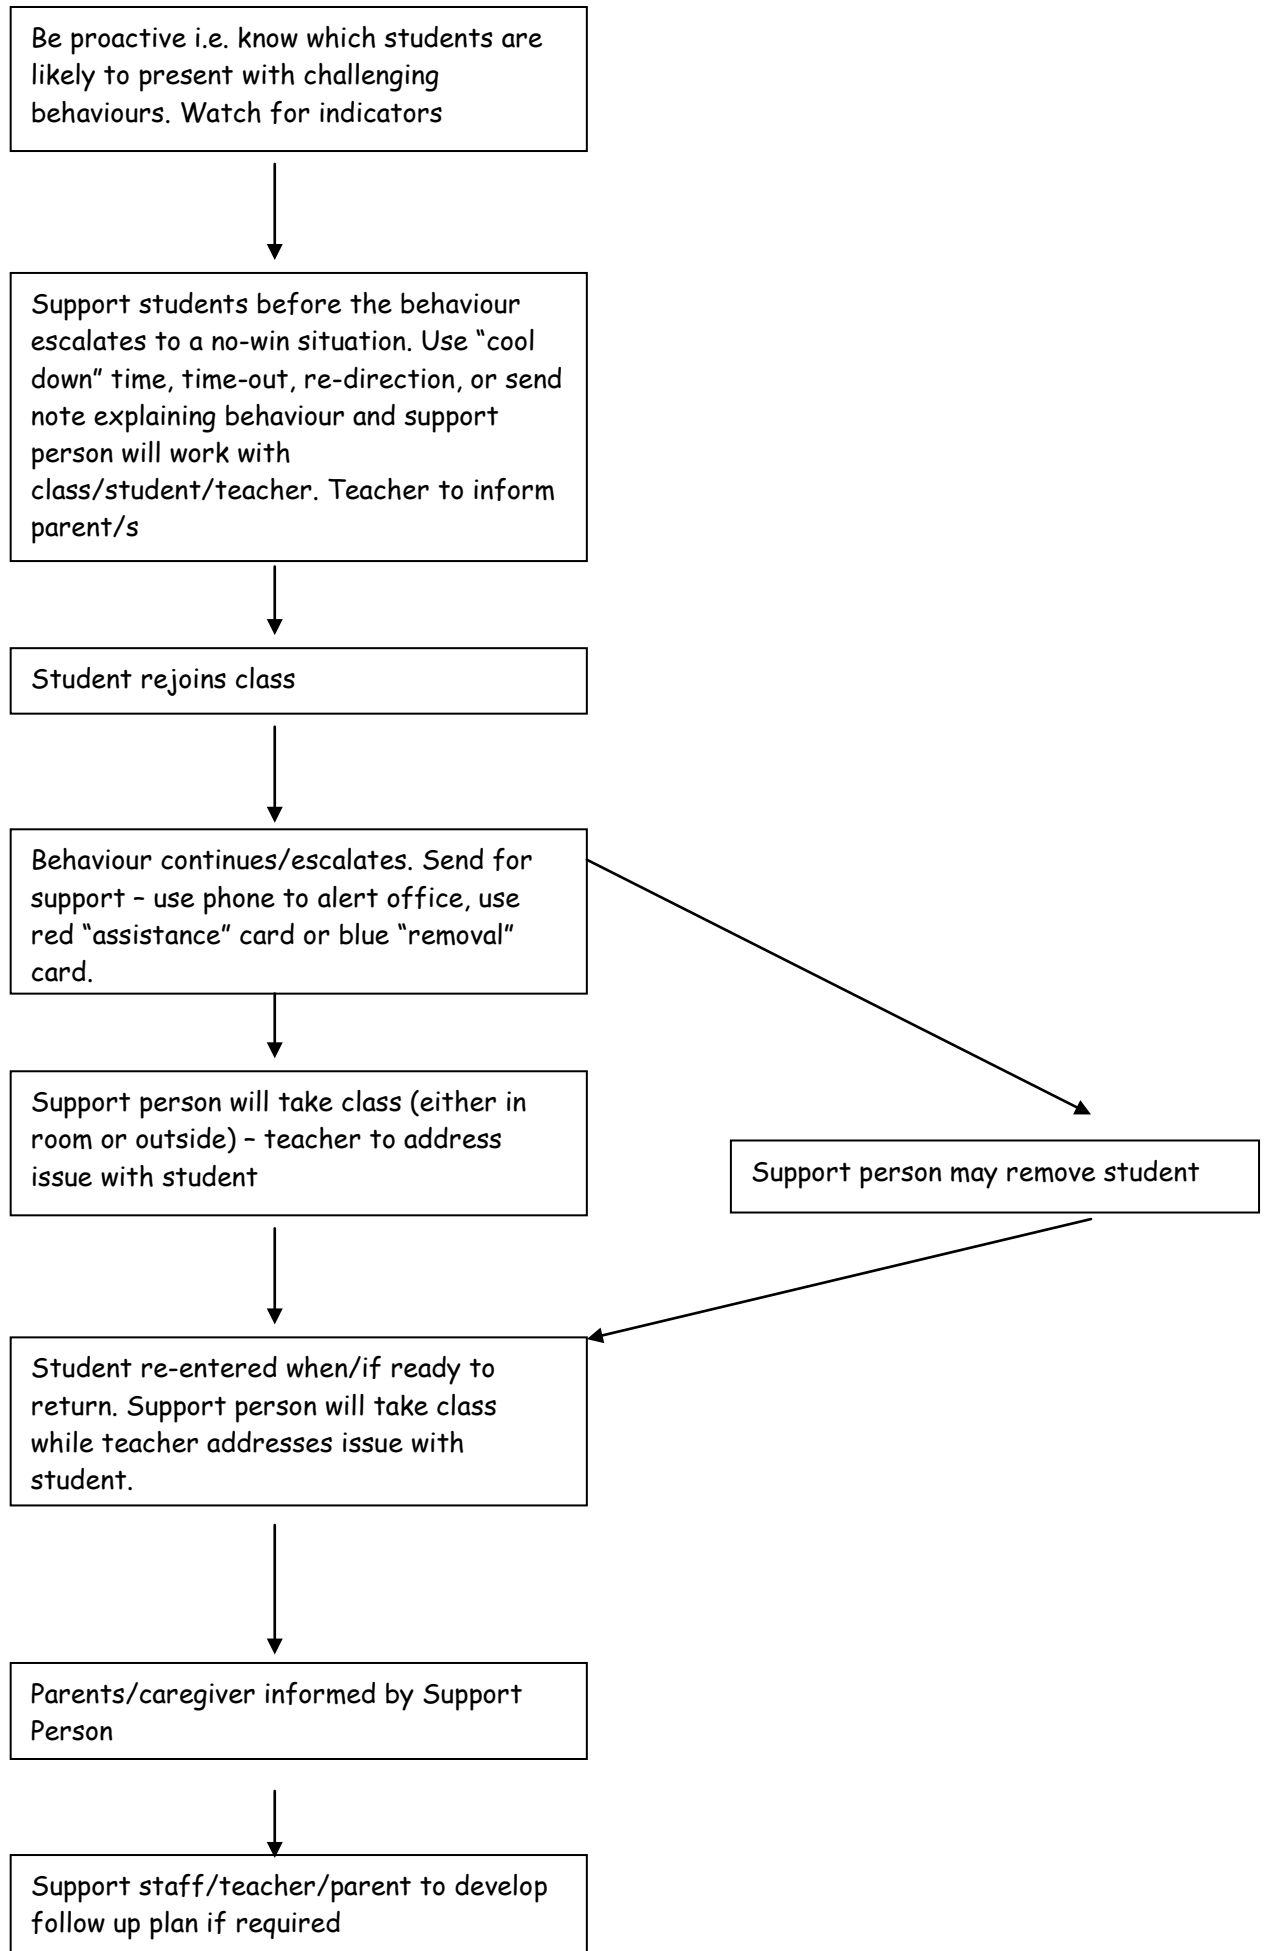 Be proactive i.e. know which students are
likely to present with challenging
behaviours. Watch for indicators
Support students before the behaviour
escalates to a no-win situation. Use “cool
down” time, time-out, re-direction, or send
note explaining behaviour and support
person will work with
class/student/teacher. Teacher to inform
parent/s
Student rejoins class
Behaviour continues/escalates. Send for
support – use phone to alert office, use
red “assistance” card or blue “removal”
card.
Support person will take class (either in
room or outside) – teacher to address
issue with student
Support person may remove student
Student re-entered when/if ready to
return. Support person will take class
while teacher addresses issue with
student.
Parents/caregiver informed by Support
Person
Support staff/teacher/parent to develop
follow up plan if required